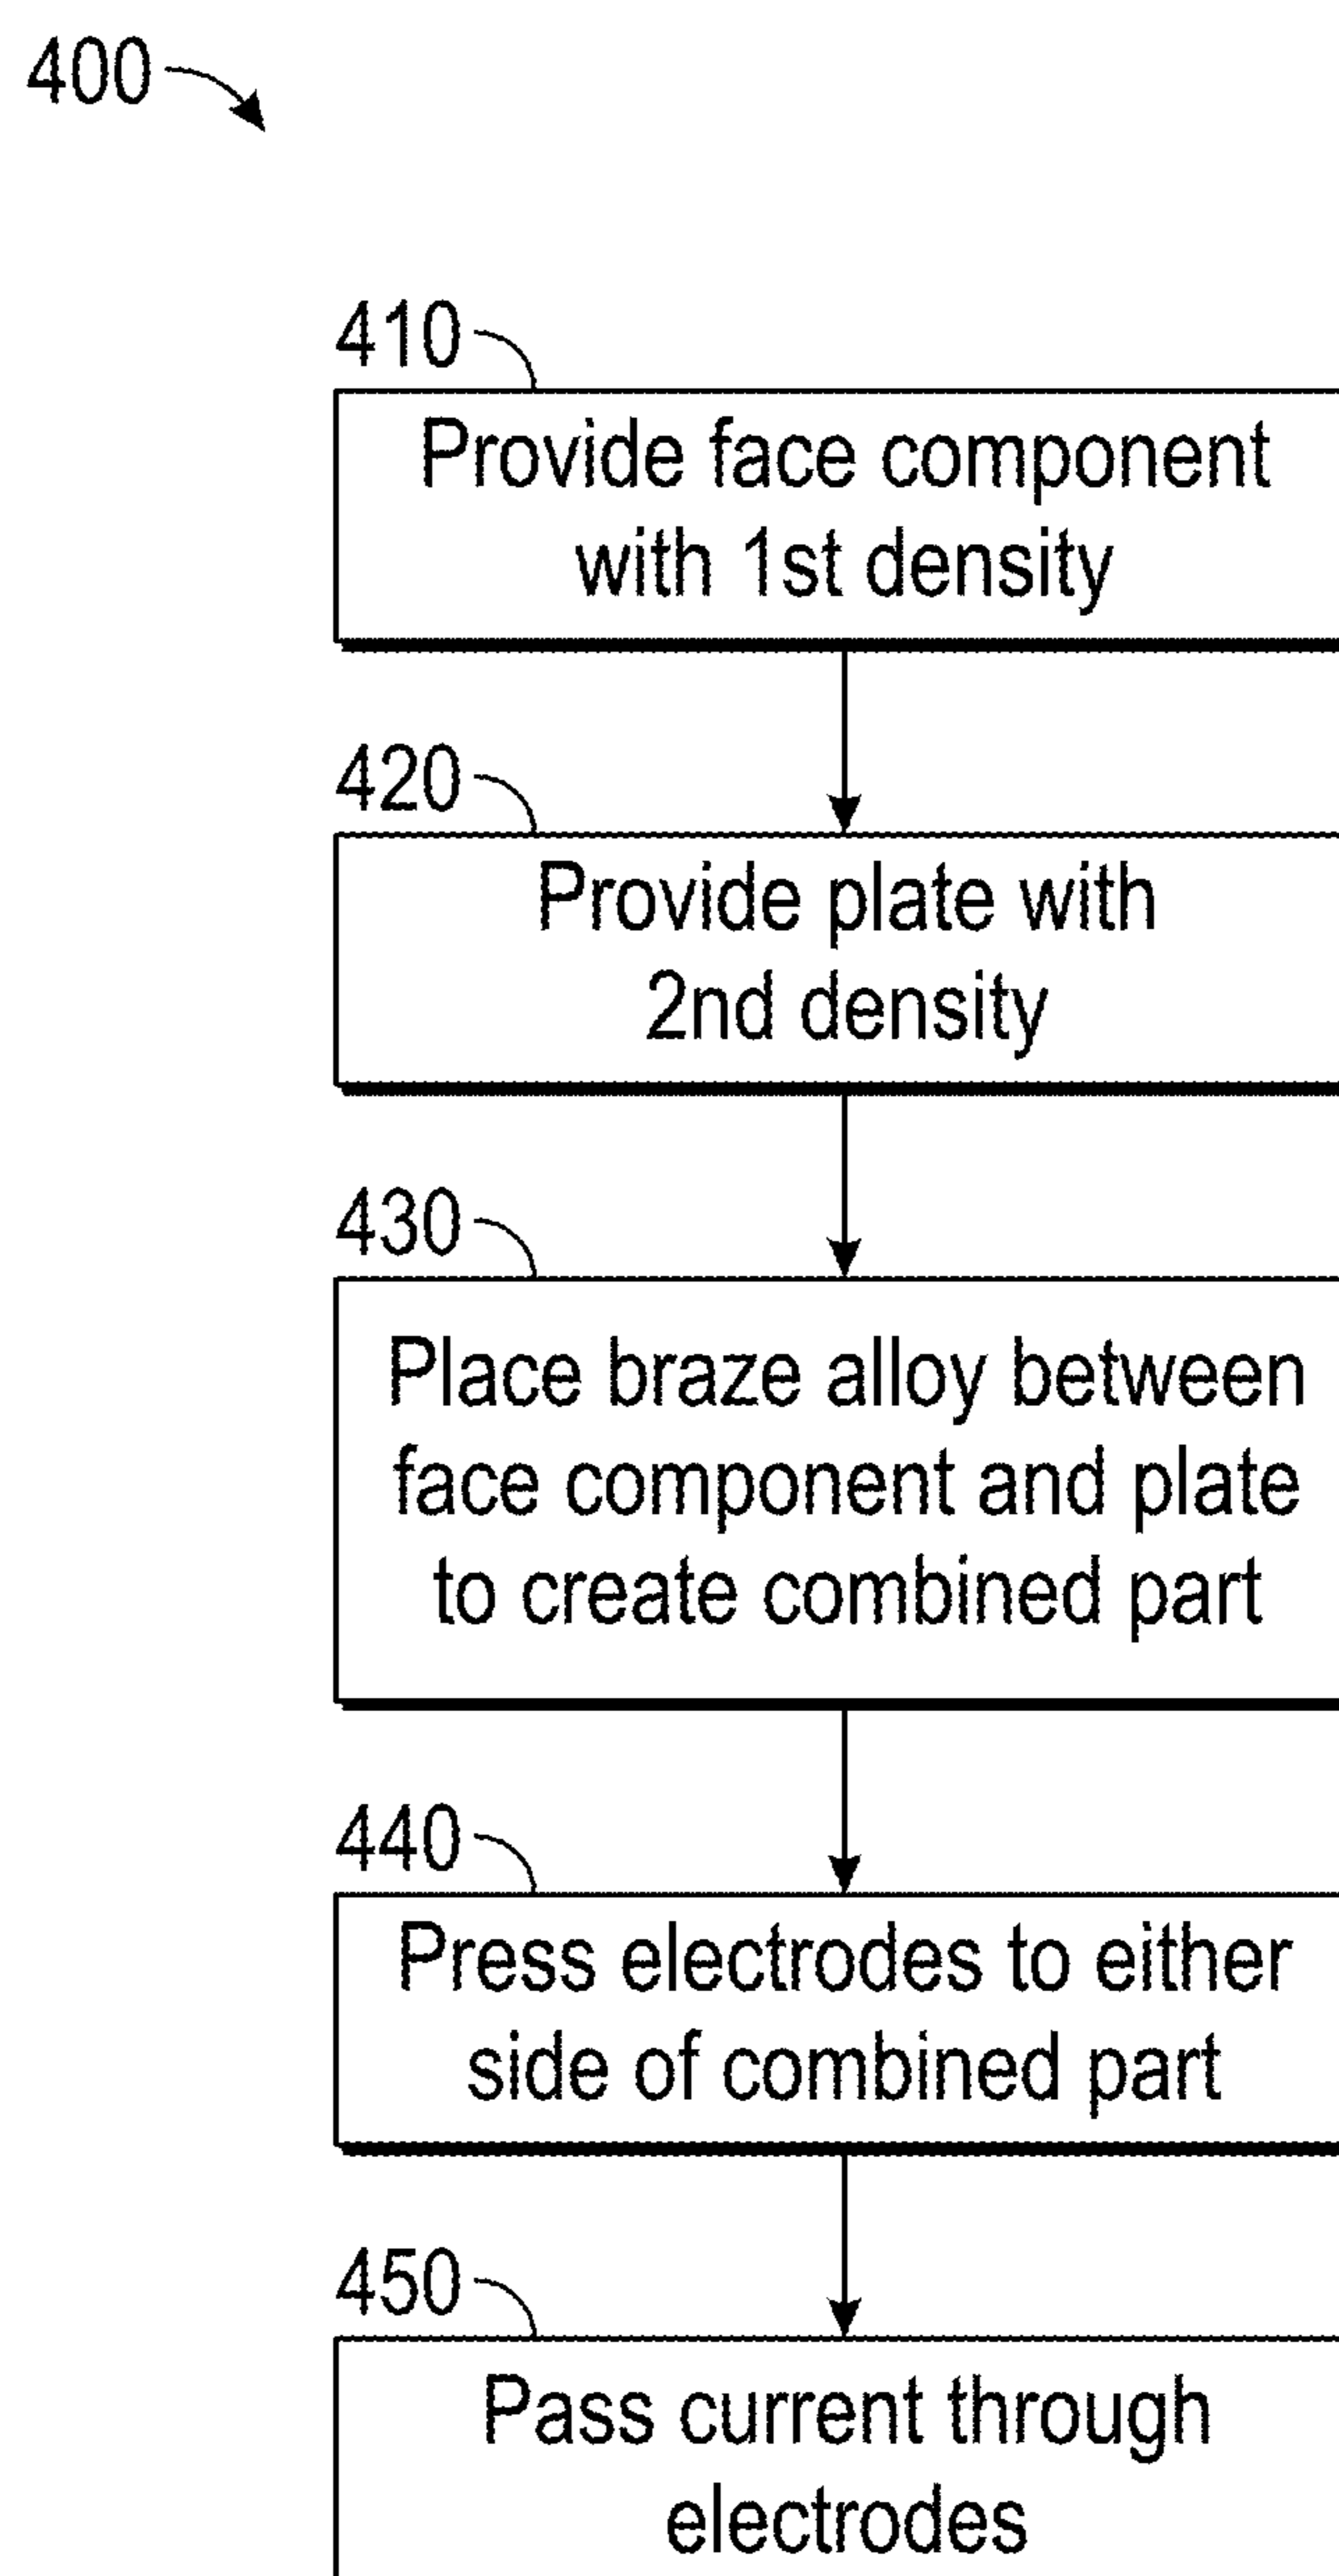 400
410
Provide face component
with 1st density
420
Provide plate with
2nd density
430
Place braze alloy between
face component and plate
to create combined part
440
Press electrodes to either
side of combined part
450
Pass current through
electrodes